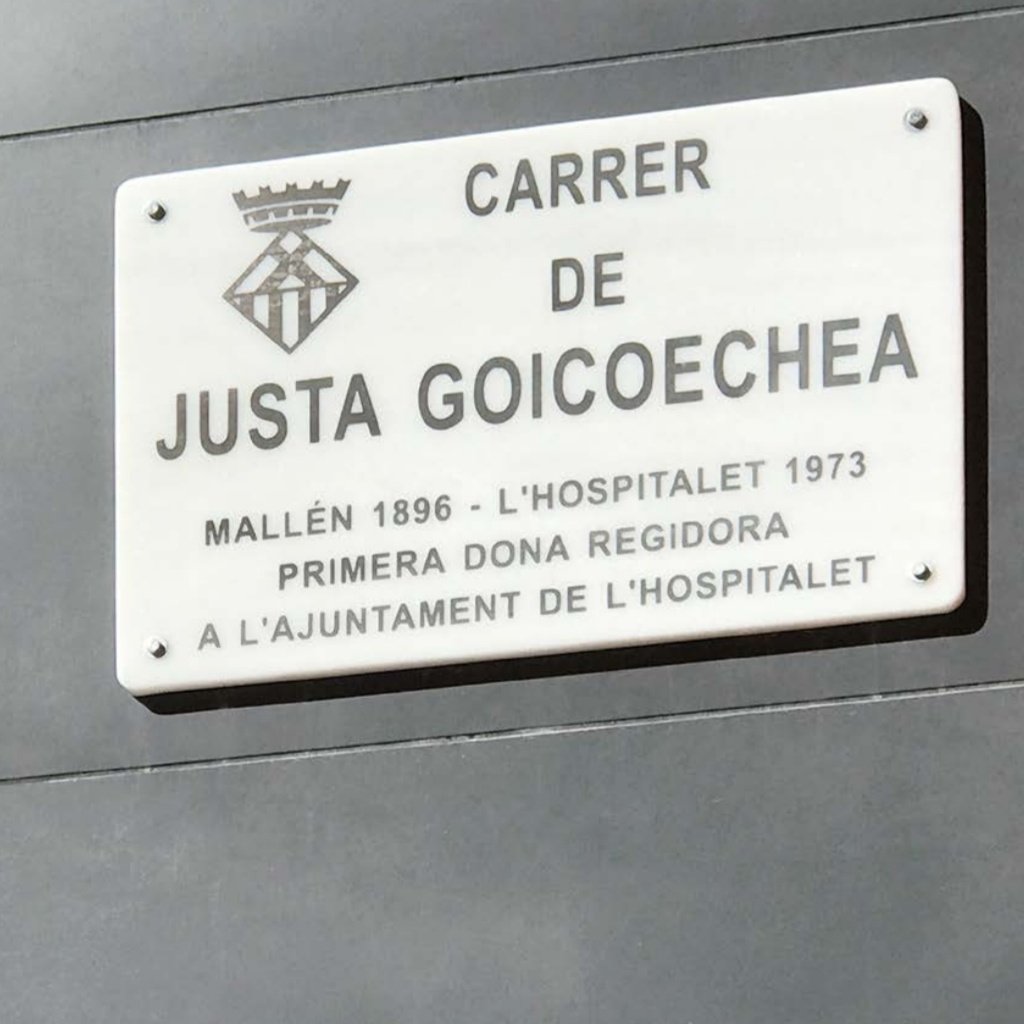 CARRER
DE
JUSTA GOICOECHEA
MALLÉN 1896 - L'HOSPITALET 1973
PRIMERA DONA REGIDORA
A L'AJUNTAMENT DE L'HOSPITALET